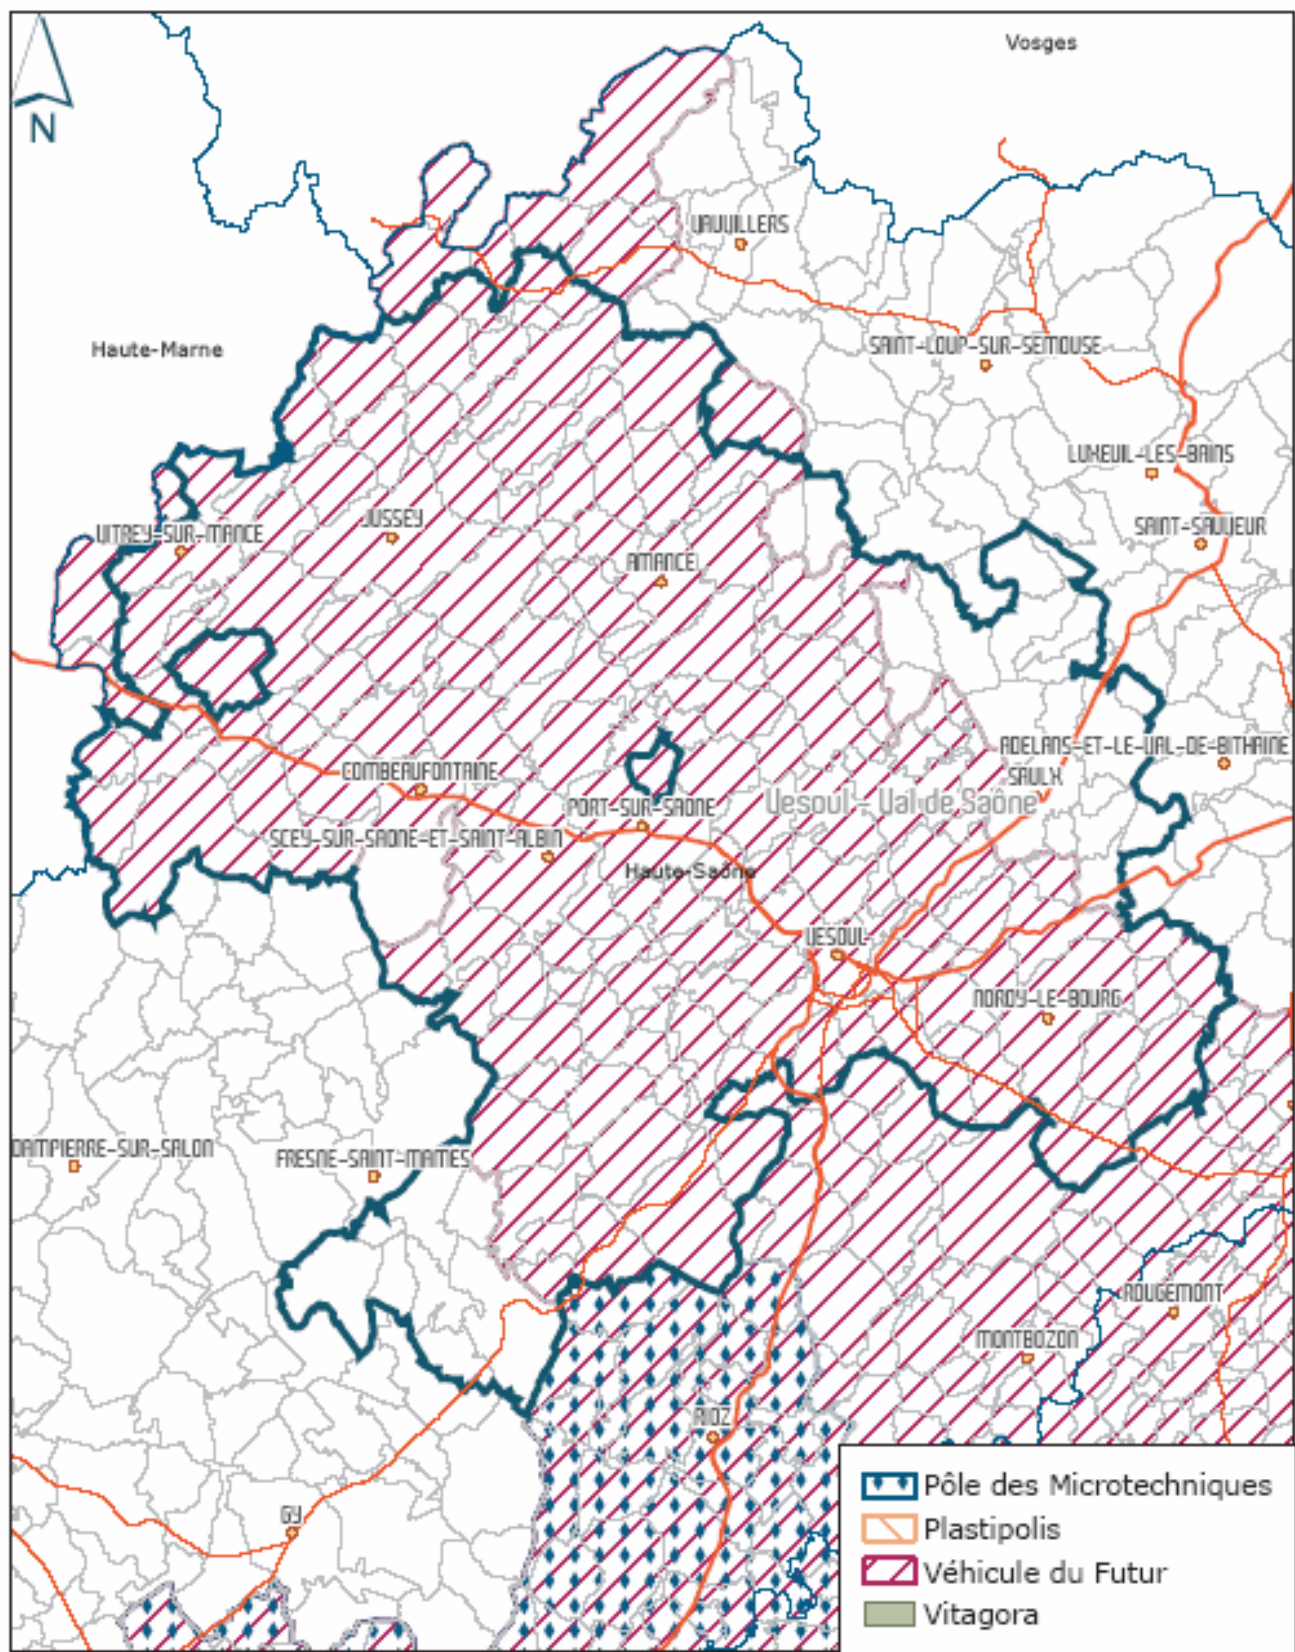 Vosges
N
VAUVILLERS
Haute-Marne
SAINT-LOUP-SUR-SEMOUSE
LUXEUIL-LES-BAINS
JUSSEY
SAINT-SAUVEUR
VITREY-SUR-MANCE
AMANCE
ADELANS-ET-LE-VAL-DE-BITHAINE
COMBEAUFONTAINE
SAULX
PORT-SUR-SAONE
Vesoul - Val de Saône
SCEY-SUR-SAONE-ET-SAINT-ALBIN
Haute-Saône
VESOUL
NOROY-LE-BOURG
DAMPIERRE-SUR-SALON
FRESNE-SAINT-MAMES
ROUGEMONT
MONTBOZON
RIOZ
GY
Pôle des Microtechniques
Plastipolis
Véhicule du Futur
Vitagora